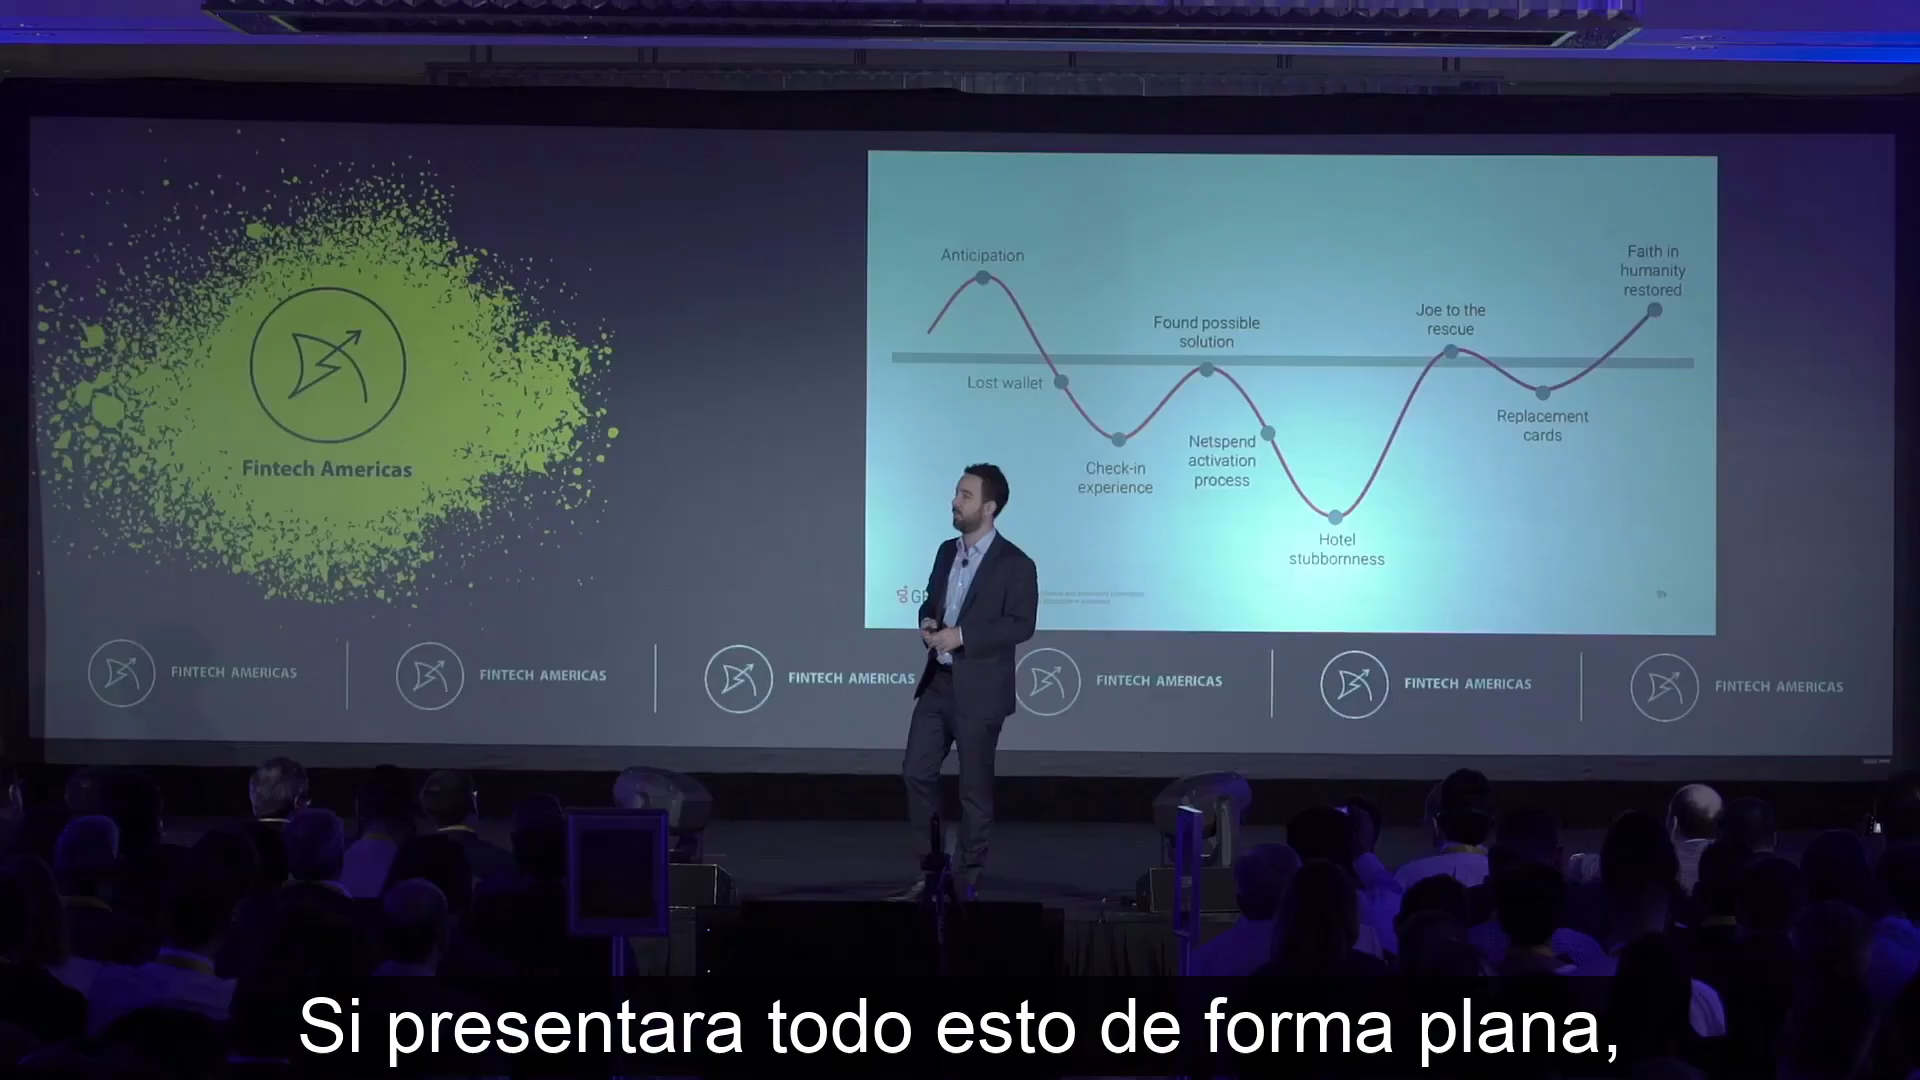 Anticipation
Lost wallet
Check-in
experience
Found possible
solution
Netspend
activation
process
Hotel
stubbornness
Joe to the
rescue
Replacement
cards
Faith in
humanity
restored
Fintech Americas
FINTECH AMERICAS
FINTECH AMERICAS
FINTECH AMERICAS
FINTECH AMERICAS
FINTECH AMERICAS
FINTECH AMERICAS
Si presentara todo esto de forma plana,